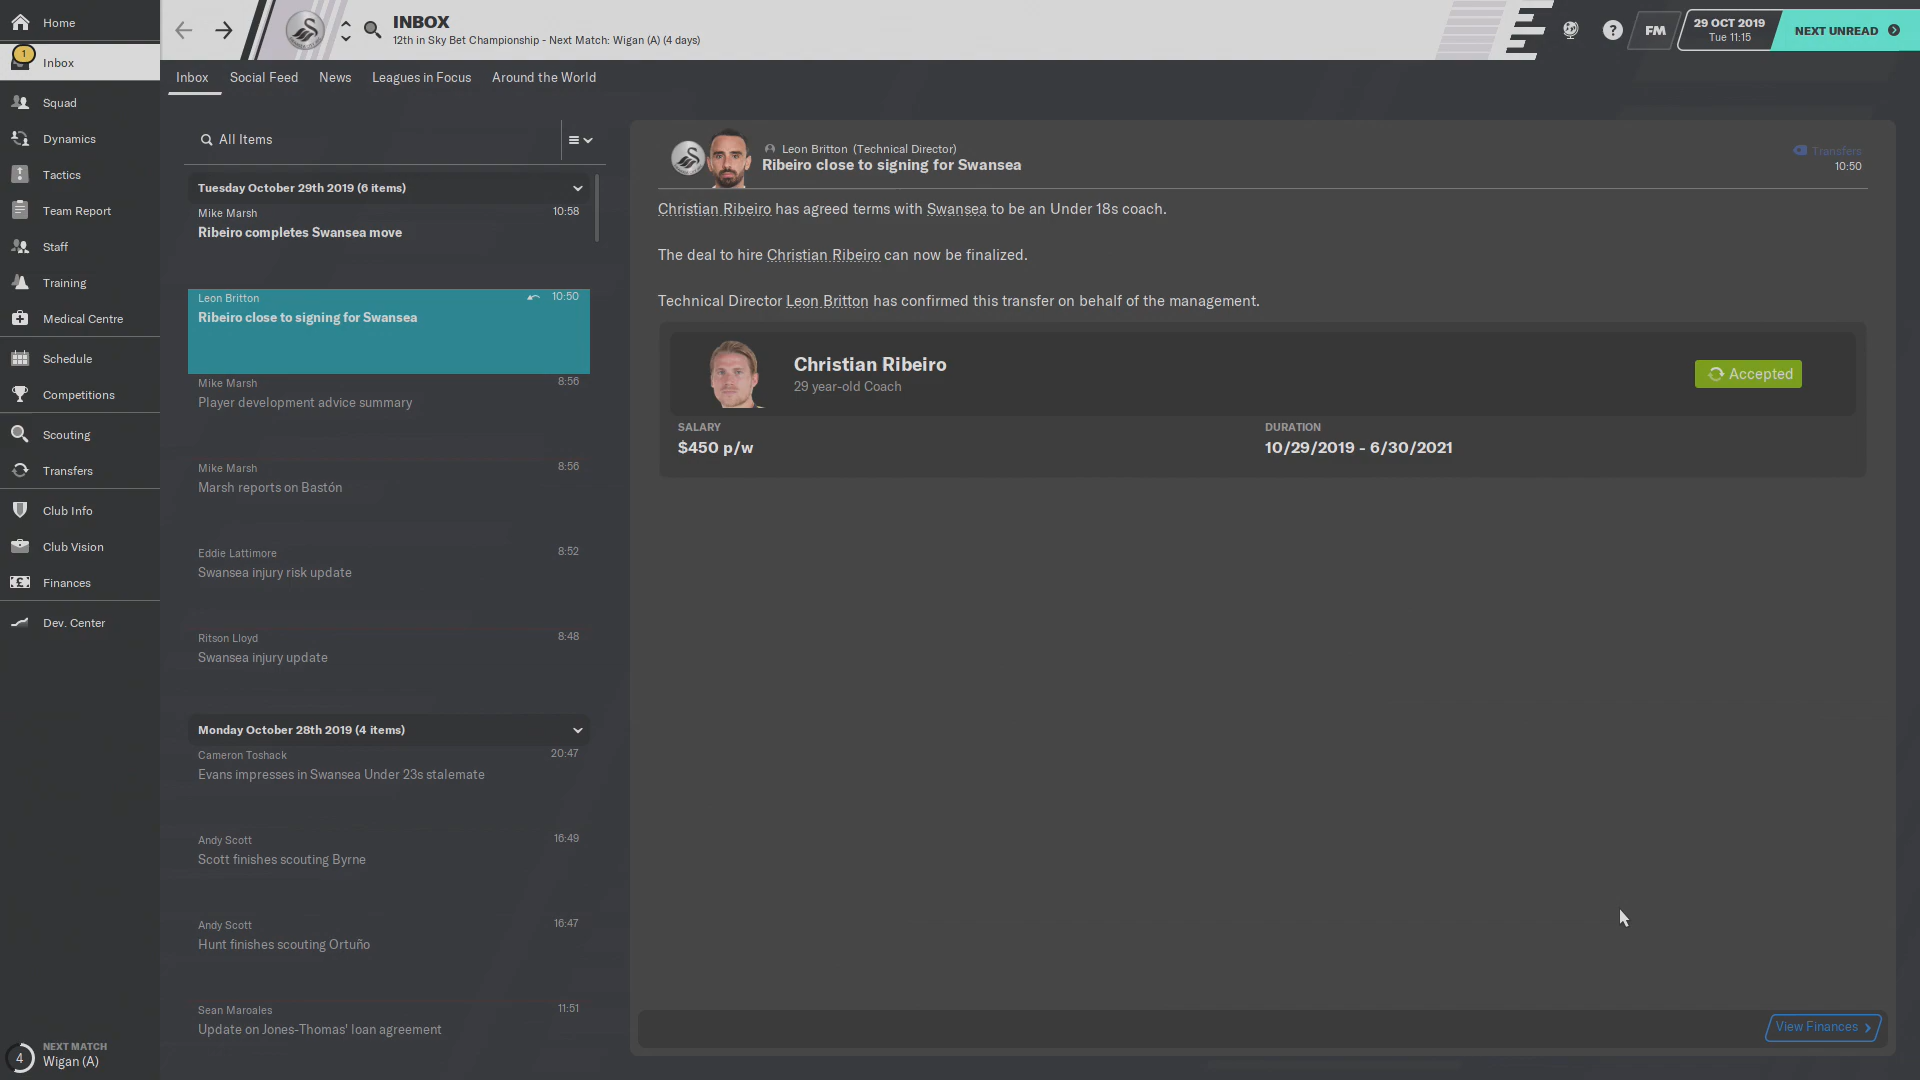 Home
1
Inbox
Squad
Dynamics
Tactics
Team Report
Staff
Training
Medical Centre
Schedule
Competitions
Scouting
Transfers
Club Info
Club Vision
Finances
Dev. Center
4
NEXT MATCH
Wigan (A)
INBOX
12th in Sky Bet Championship - Next Match: Wigan (A) (4 days)
?
FM
29 OCT 2019
Tue 11:15
NEXT UNREAD
Inbox
Social Feed
News
Leagues in Focus
Around the World
All Items
Tuesday October 29th 2019 (6 items)
Mike Marsh
10:58
Ribeiro completes Swansea move
Leon Britton
10:50
Ribeiro close to signing for Swansea
Mike Marsh
8:56
Player development advice summary
Mike Marsh
8:56
Marsh reports on Bastón
Eddie Lattimore
8:52
Swansea injury risk update
Ritson Lloyd
8:48
Swansea injury update
Monday October 28th 2019 (4 items)
Cameron Toshack
20:47
Evans impresses in Swansea Under 23s stalemate
Andy Scott
16:49
Scott finishes scouting Byrne
Andy Scott
16:47
Hunt finishes scouting Ortuño
Sean Maroales
11:51
Update on Jones-Thomas' loan agreement
Leon Britton (Technical Director)
Ribeiro close to signing for Swansea
Transfers
10:50
Christian Ribeiro has agreed terms with Swansea to be an Under 18s coach.
The deal to hire Christian Ribeiro can now be finalized.
Technical Director Leon Britton has confirmed this transfer on behalf of the management.
Christian Ribeiro
29 year-old Coach
Accepted
SALARY
$450 p/w
DURATION
10/29/2019 - 6/30/2021
View Finances